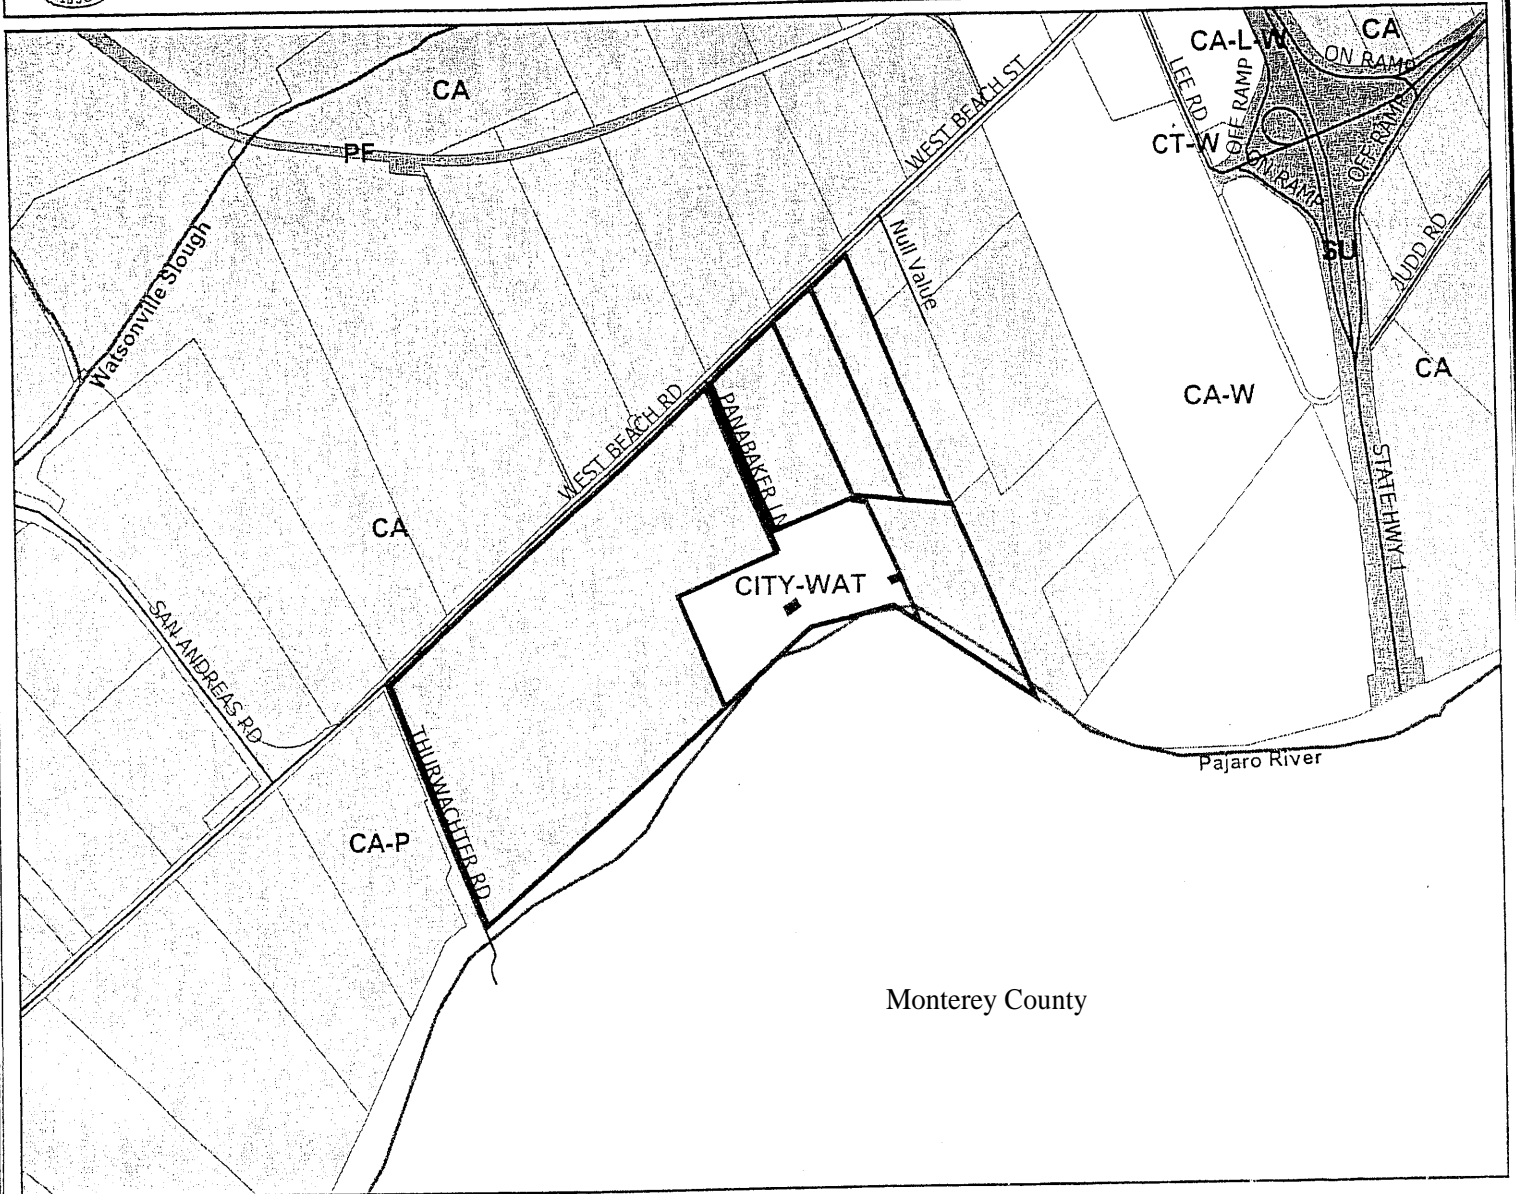 CA-L-W
CA
ON RAMP
CA
LEE RD
OFF RAMP
WEST BEACH ST
CT-W
OFF RAMP
PF
ON RAMP
Null Value
SU
JUDD RD
Watsonville Slough
CA
CA-W
WEST BEACH RD
PANABAKER LN
STATE HWY 1
CA
CITY-WAT
SAN ANDREAS RD
THURWACHTER RD
Pajaro River
CA-P
Monterey County